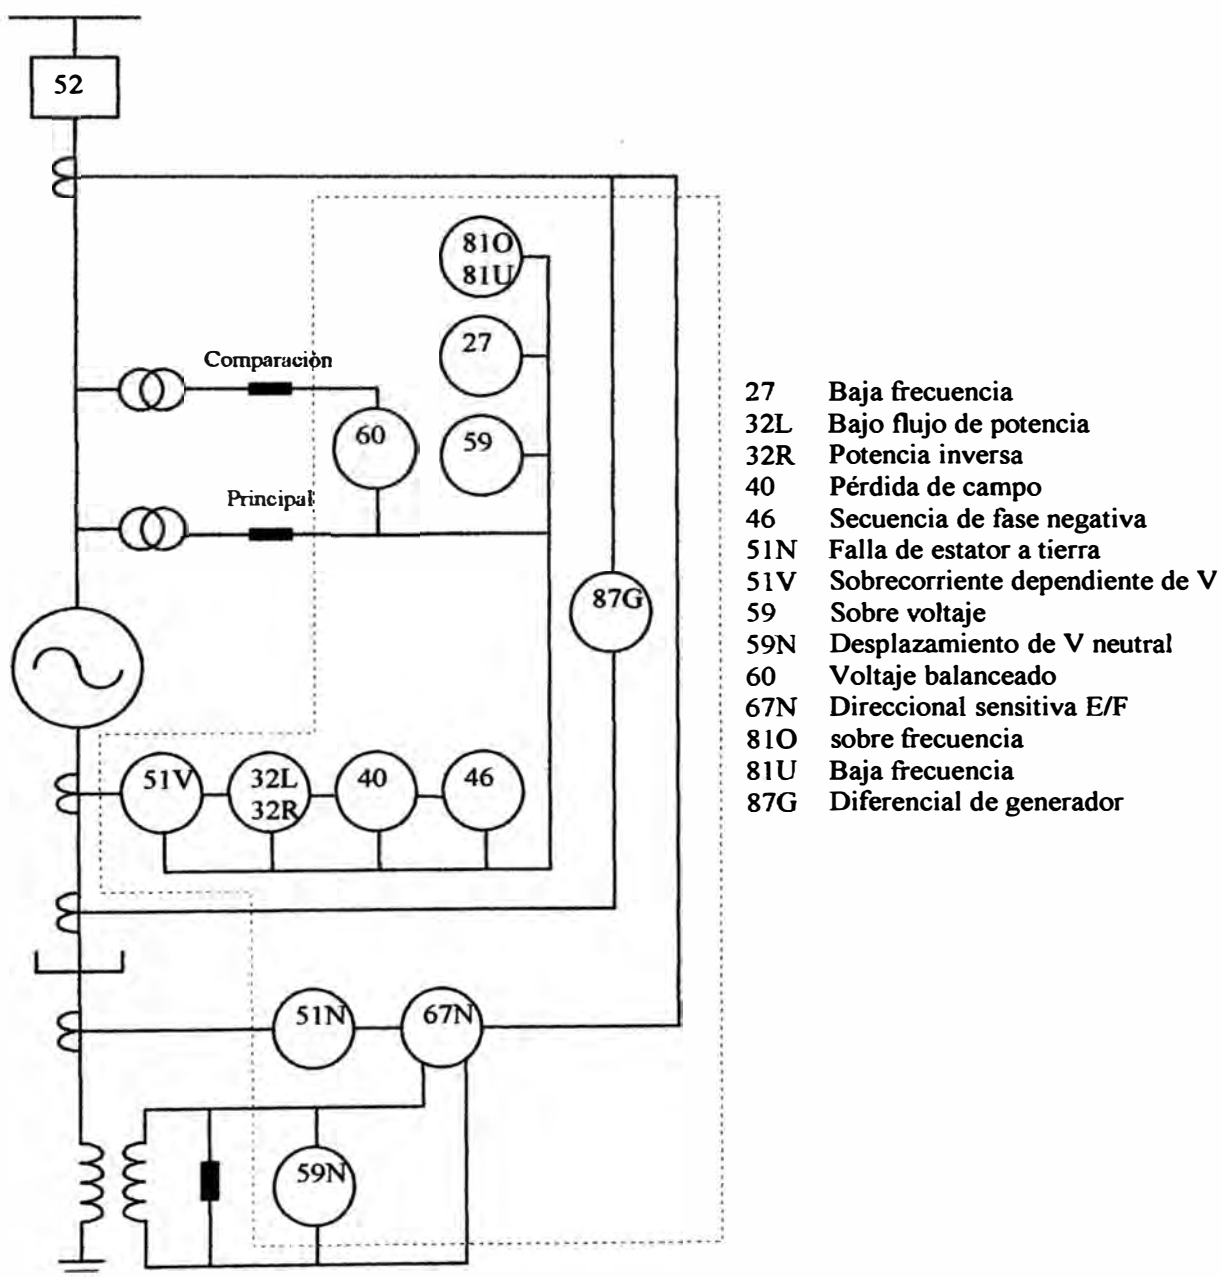 52
81O
81U
27
Comparación
60
59
Principal
87G
51V
32L
32R
40
46
51N
67N
59N
27 Baja frecuencia
32L Bajo flujo de potencia
32R Potencia inversa
40 Pérdida de campo
46 Secuencia de fase negativa
51N Falla de estator a tierra
51V Sobrecorriente dependiente de V
59 Sobre voltaje
59N Desplazamiento de V neutral
60 Voltaje balanceado
67N Direccional sensitiva E/F
81O sobre frecuencia
81U Baja frecuencia
87G Diferencial de generador